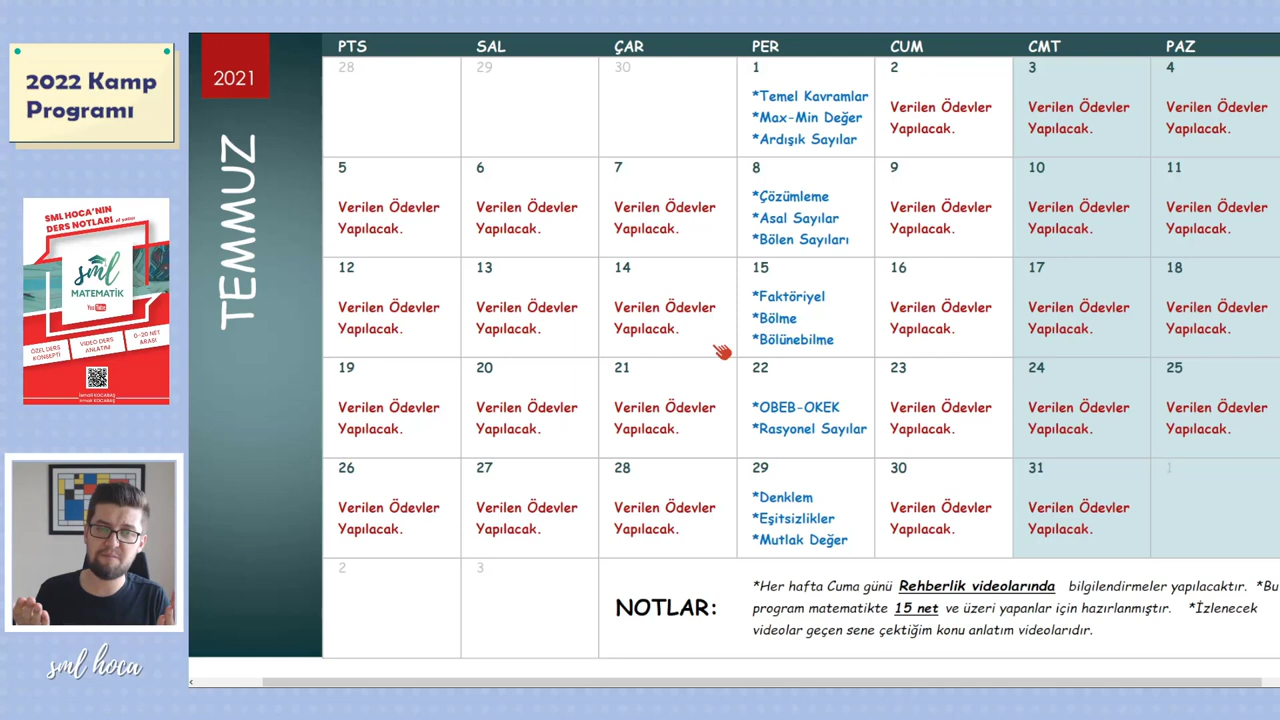 2022 Kamp
Programı
SML HOCA'NIN
DERS NOTLARI
sml
MATEMATİK
ÖZEL DERS
KONSEPTİ
VIDEO DERS
ANLATIM
0-20 NET
ARASI
sml hoca
2021
TEMMUZ
PTS SAL ÇAR PER CUM CMT PAZ
28 29 30 1 2 3 4
*Temel Kavramlar
*Max-Min Değer
*Ardışık Sayılar
Verilen Ödevler
Yapılacak.
Verilen Ödevler
Yapılacak.
Verilen Ödevler
Yapılacak.
5 6 7 8 9 10 11
Verilen Ödevler
Yapılacak.
Verilen Ödevler
Yapılacak.
Verilen Ödevler
Yapılacak.
*Çözümleme
*Asal Sayılar
*Bölen Sayıları
Verilen Ödevler
Yapılacak.
Verilen Ödevler
Yapılacak.
Verilen Ödevler
Yapılacak.
12 13 14 15 16 17 18
Verilen Ödevler
Yapılacak.
Verilen Ödevler
Yapılacak.
Verilen Ödevler
Yapılacak.
*Faktöriyel
*Bölme
*Bölünebilme
Verilen Ödevler
Yapılacak.
Verilen Ödevler
Yapılacak.
Verilen Ödevler
Yapılacak.
19 20 21 22 23 24 25
Verilen Ödevler
Yapılacak.
Verilen Ödevler
Yapılacak.
Verilen Ödevler
Yapılacak.
*OBEB-OKEK
*Rasyonel Sayılar
Verilen Ödevler
Yapılacak.
Verilen Ödevler
Yapılacak.
Verilen Ödevler
Yapılacak.
26 27 28 29 30 31 1
Verilen Ödevler
Yapılacak.
Verilen Ödevler
Yapılacak.
Verilen Ödevler
Yapılacak.
*Denklem
*Eşitsizlikler
*Mutlak Değer
Verilen Ödevler
Yapılacak.
Verilen Ödevler
Yapılacak.
2 3
NOTLAR:
*Her hafta Cuma günü Rehberlik videolarında bilgilendirmeler yapılacaktır. *Bu
program matematikte 15 net ve üzeri yapanlar için hazırlanmıştır. *İzlenecek
videolar geçen sene çektiğim konu anlatım videolarıdır.